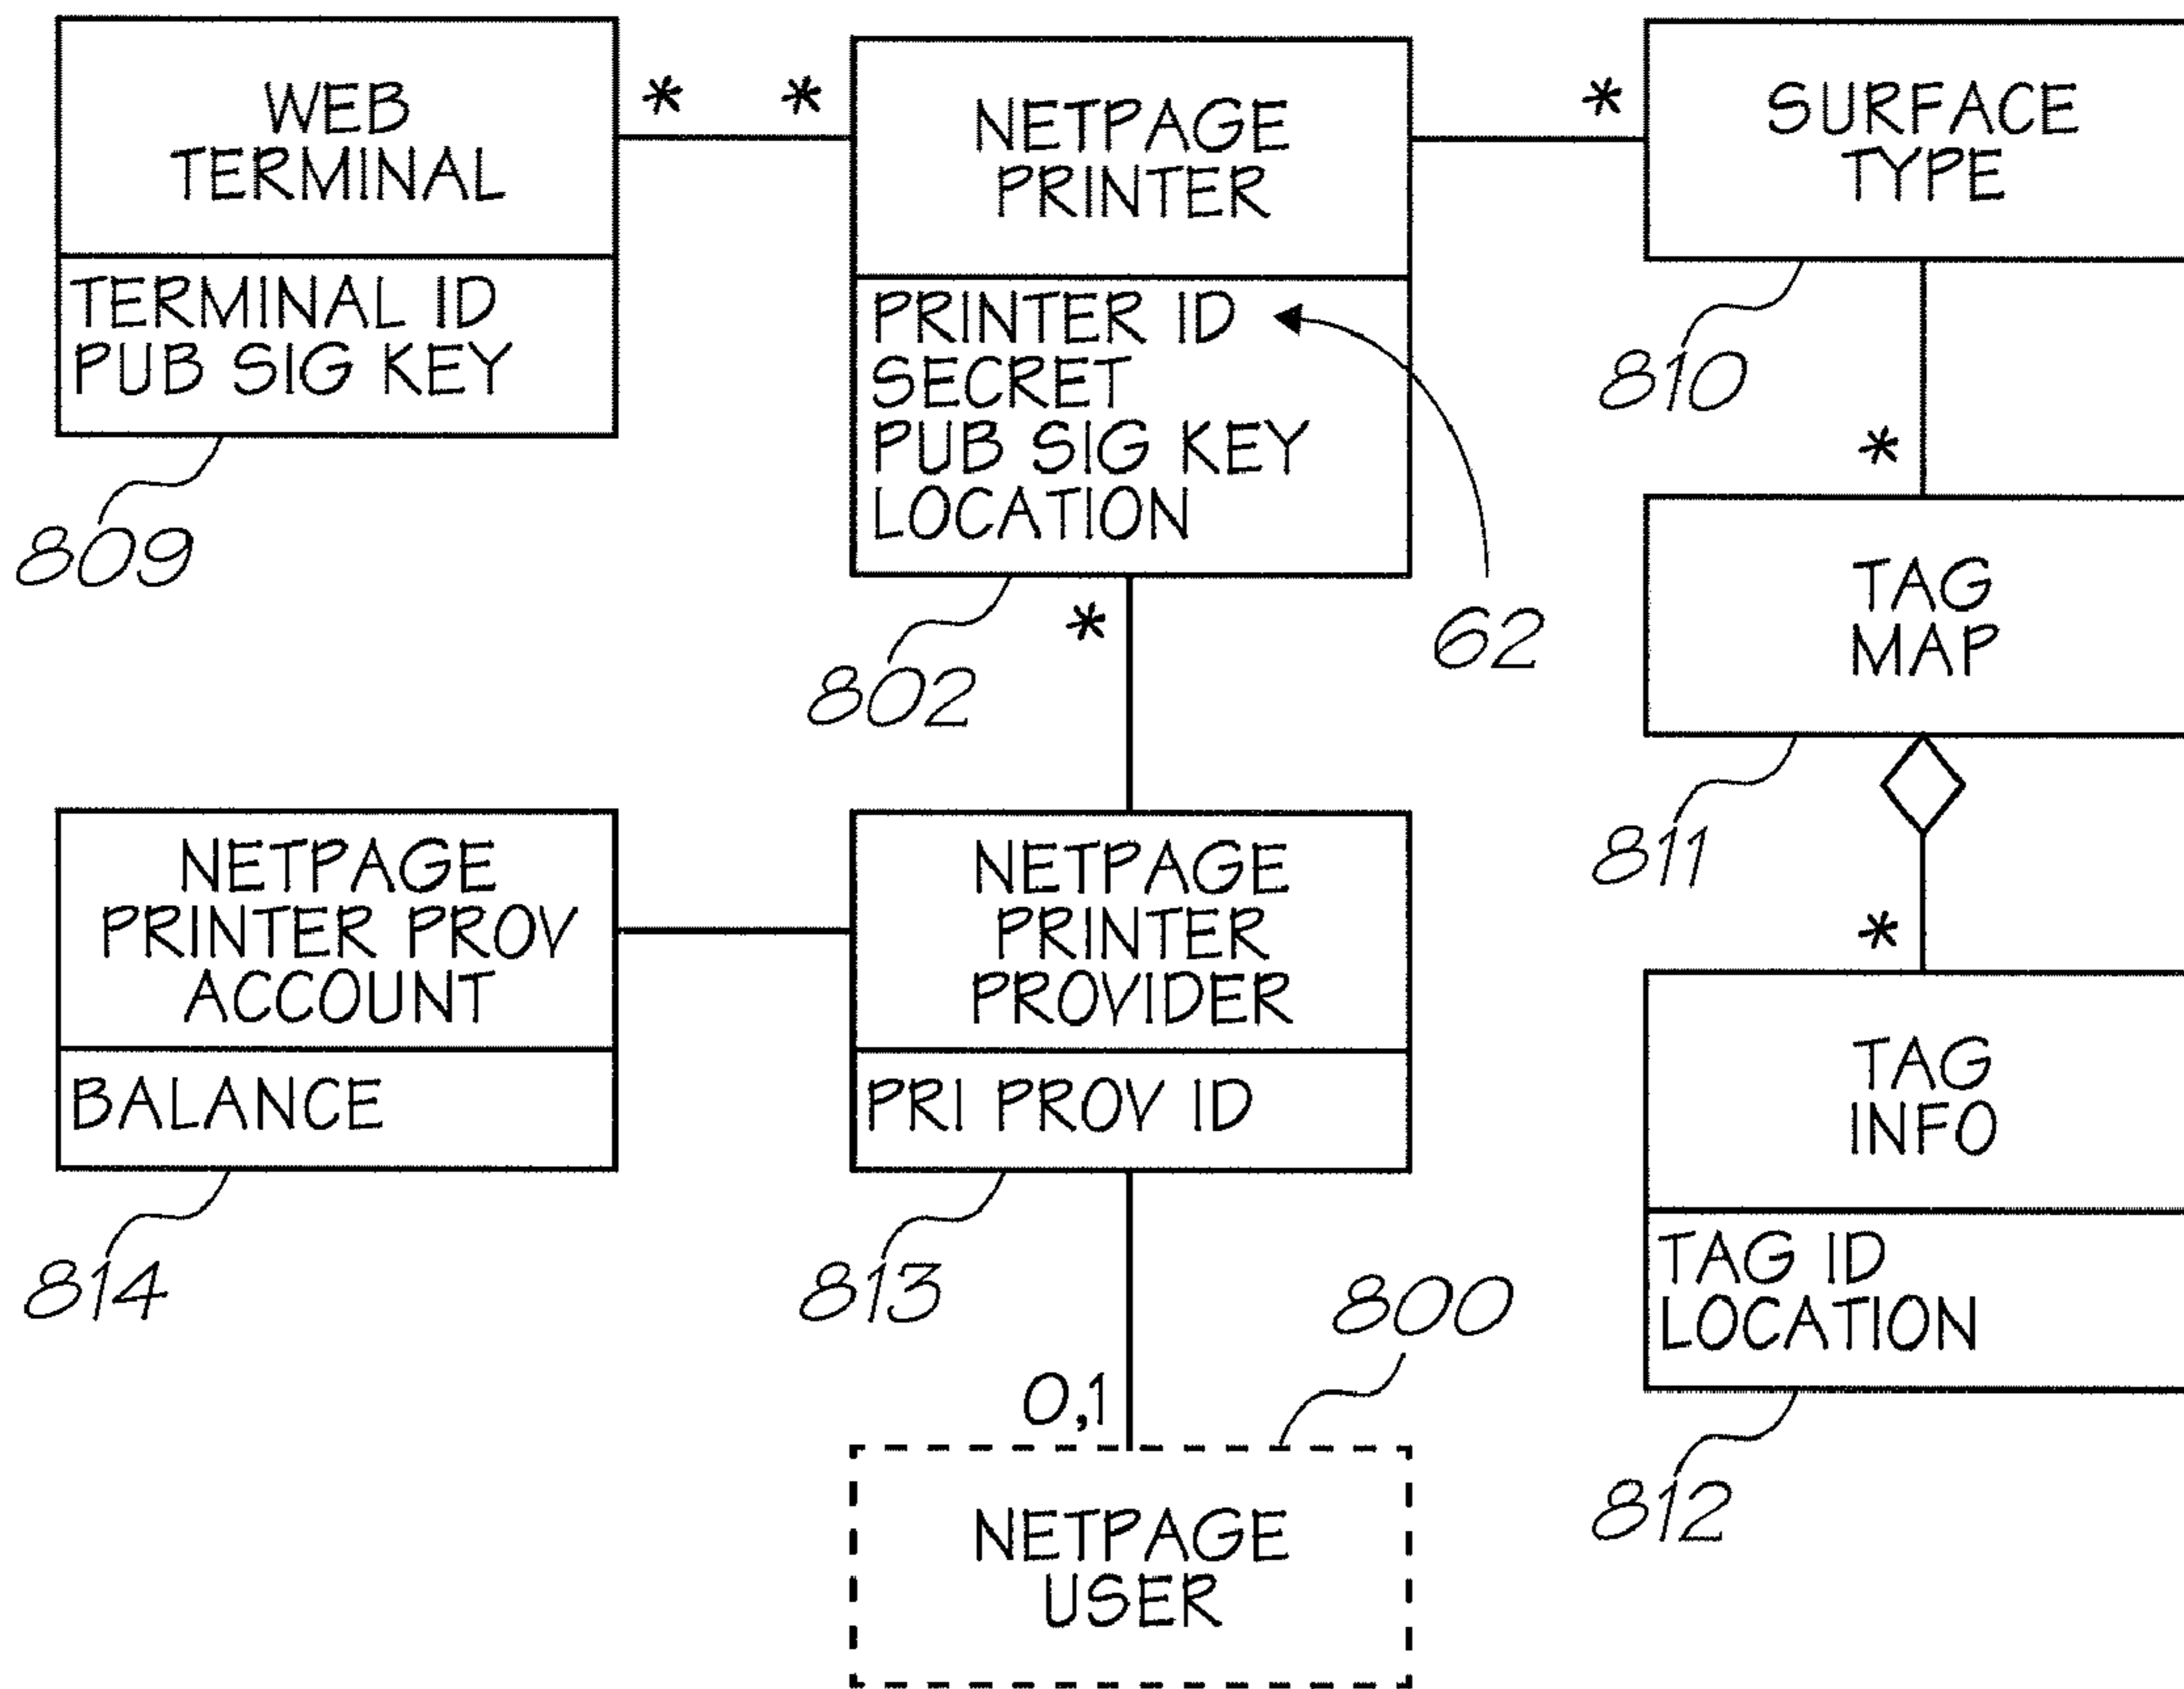 WEB
TERMINAL
TERMINAL ID
PUB SIG KEY
809
*
*
NETPAGE
PRINTER
PRINTER ID
SECRET
PUB SIG KEY
LOCATION
62
802
*
*
SURFACE
TYPE
810
*
TAG
MAP
811
*
TAG
INFO
TAG ID
LOCATION
812
NETPAGE
PRINTER PROV
ACCOUNT
BALANCE
814
NETPAGE
PRINTER
PROVIDER
PRI PROV ID
813
800
0,1
NETPAGE
USER